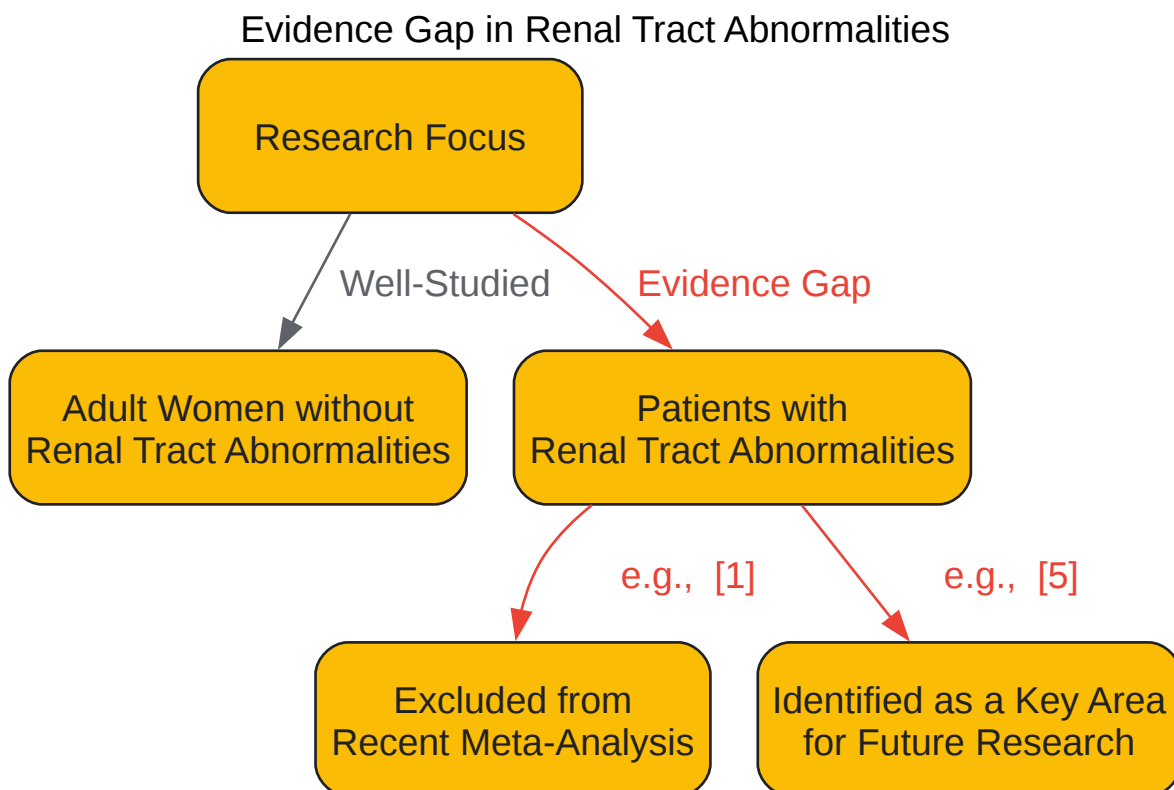 Evidence Gap in Renal Tract Abnormalities
Research Focus
Well-Studied
Evidence Gap
Adult Women without
Renal Tract Abnormalities
Patients with
Renal Tract Abnormalities
e.g.,  [1]
e.g.,  [5]
Excluded from
Recent Meta-Analysis
Identified as a Key Area
for Future Research